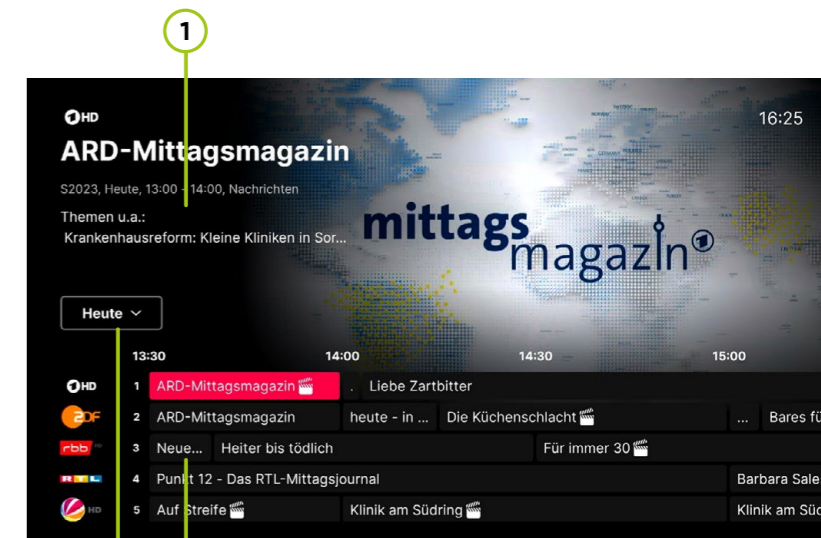 1
HD
16:25
ARD-Mittagsmagazin
S2023, Heute, 13:00 - 14:00, Nachrichten
Themen u.a.:
Krankenhausreform: Kleine Kliniken in Sor...
mittags
magazin®
Heute
13:30 14:00 14:30 15:00
HD 1 ARD-Mittagsmagazin . Liebe Zartbitter
ZDF 2 ARD-Mittagsmagazin heute - in ... Die Küchenschlacht ... Bares fü
rbb 3 Neue... Heiter bis tödlich Für immer 30
RTL 4 Punkt 12 - Das RTL-Mittagsjournal Barbara Sale
HD 5 Auf Streife Klinik am Südring Klinik am Süd